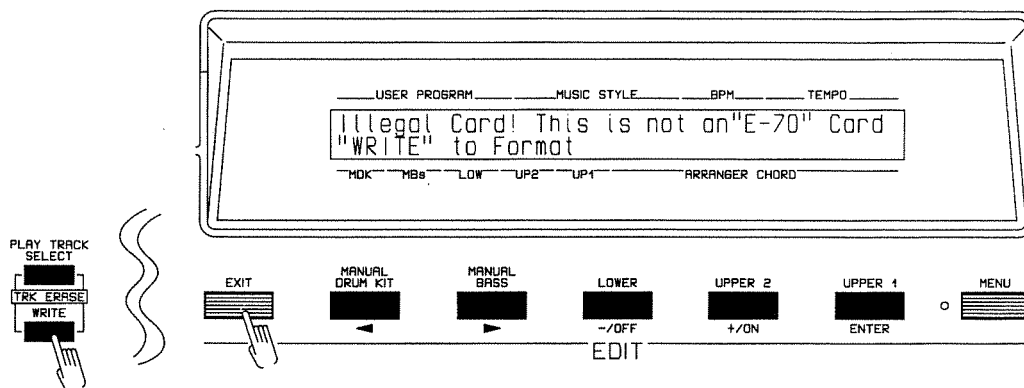 USER PROGRAM MUSIC STYLE BPM TEMPO
Illegal Card! This is not an"E-70" Card
"WRITE" to Format
MDK MBs LOW UP2 UP1 ARRANGER CHORD
PLAY TRACK
SELECT
TRK ERASE
WRITE
EXIT
MANUAL
DRUM KIT
MANUAL
BASS
LOWER
UPPER 2
UPPER 1
MENU
◄ ► -/OFF +/ON ENTER
EDIT